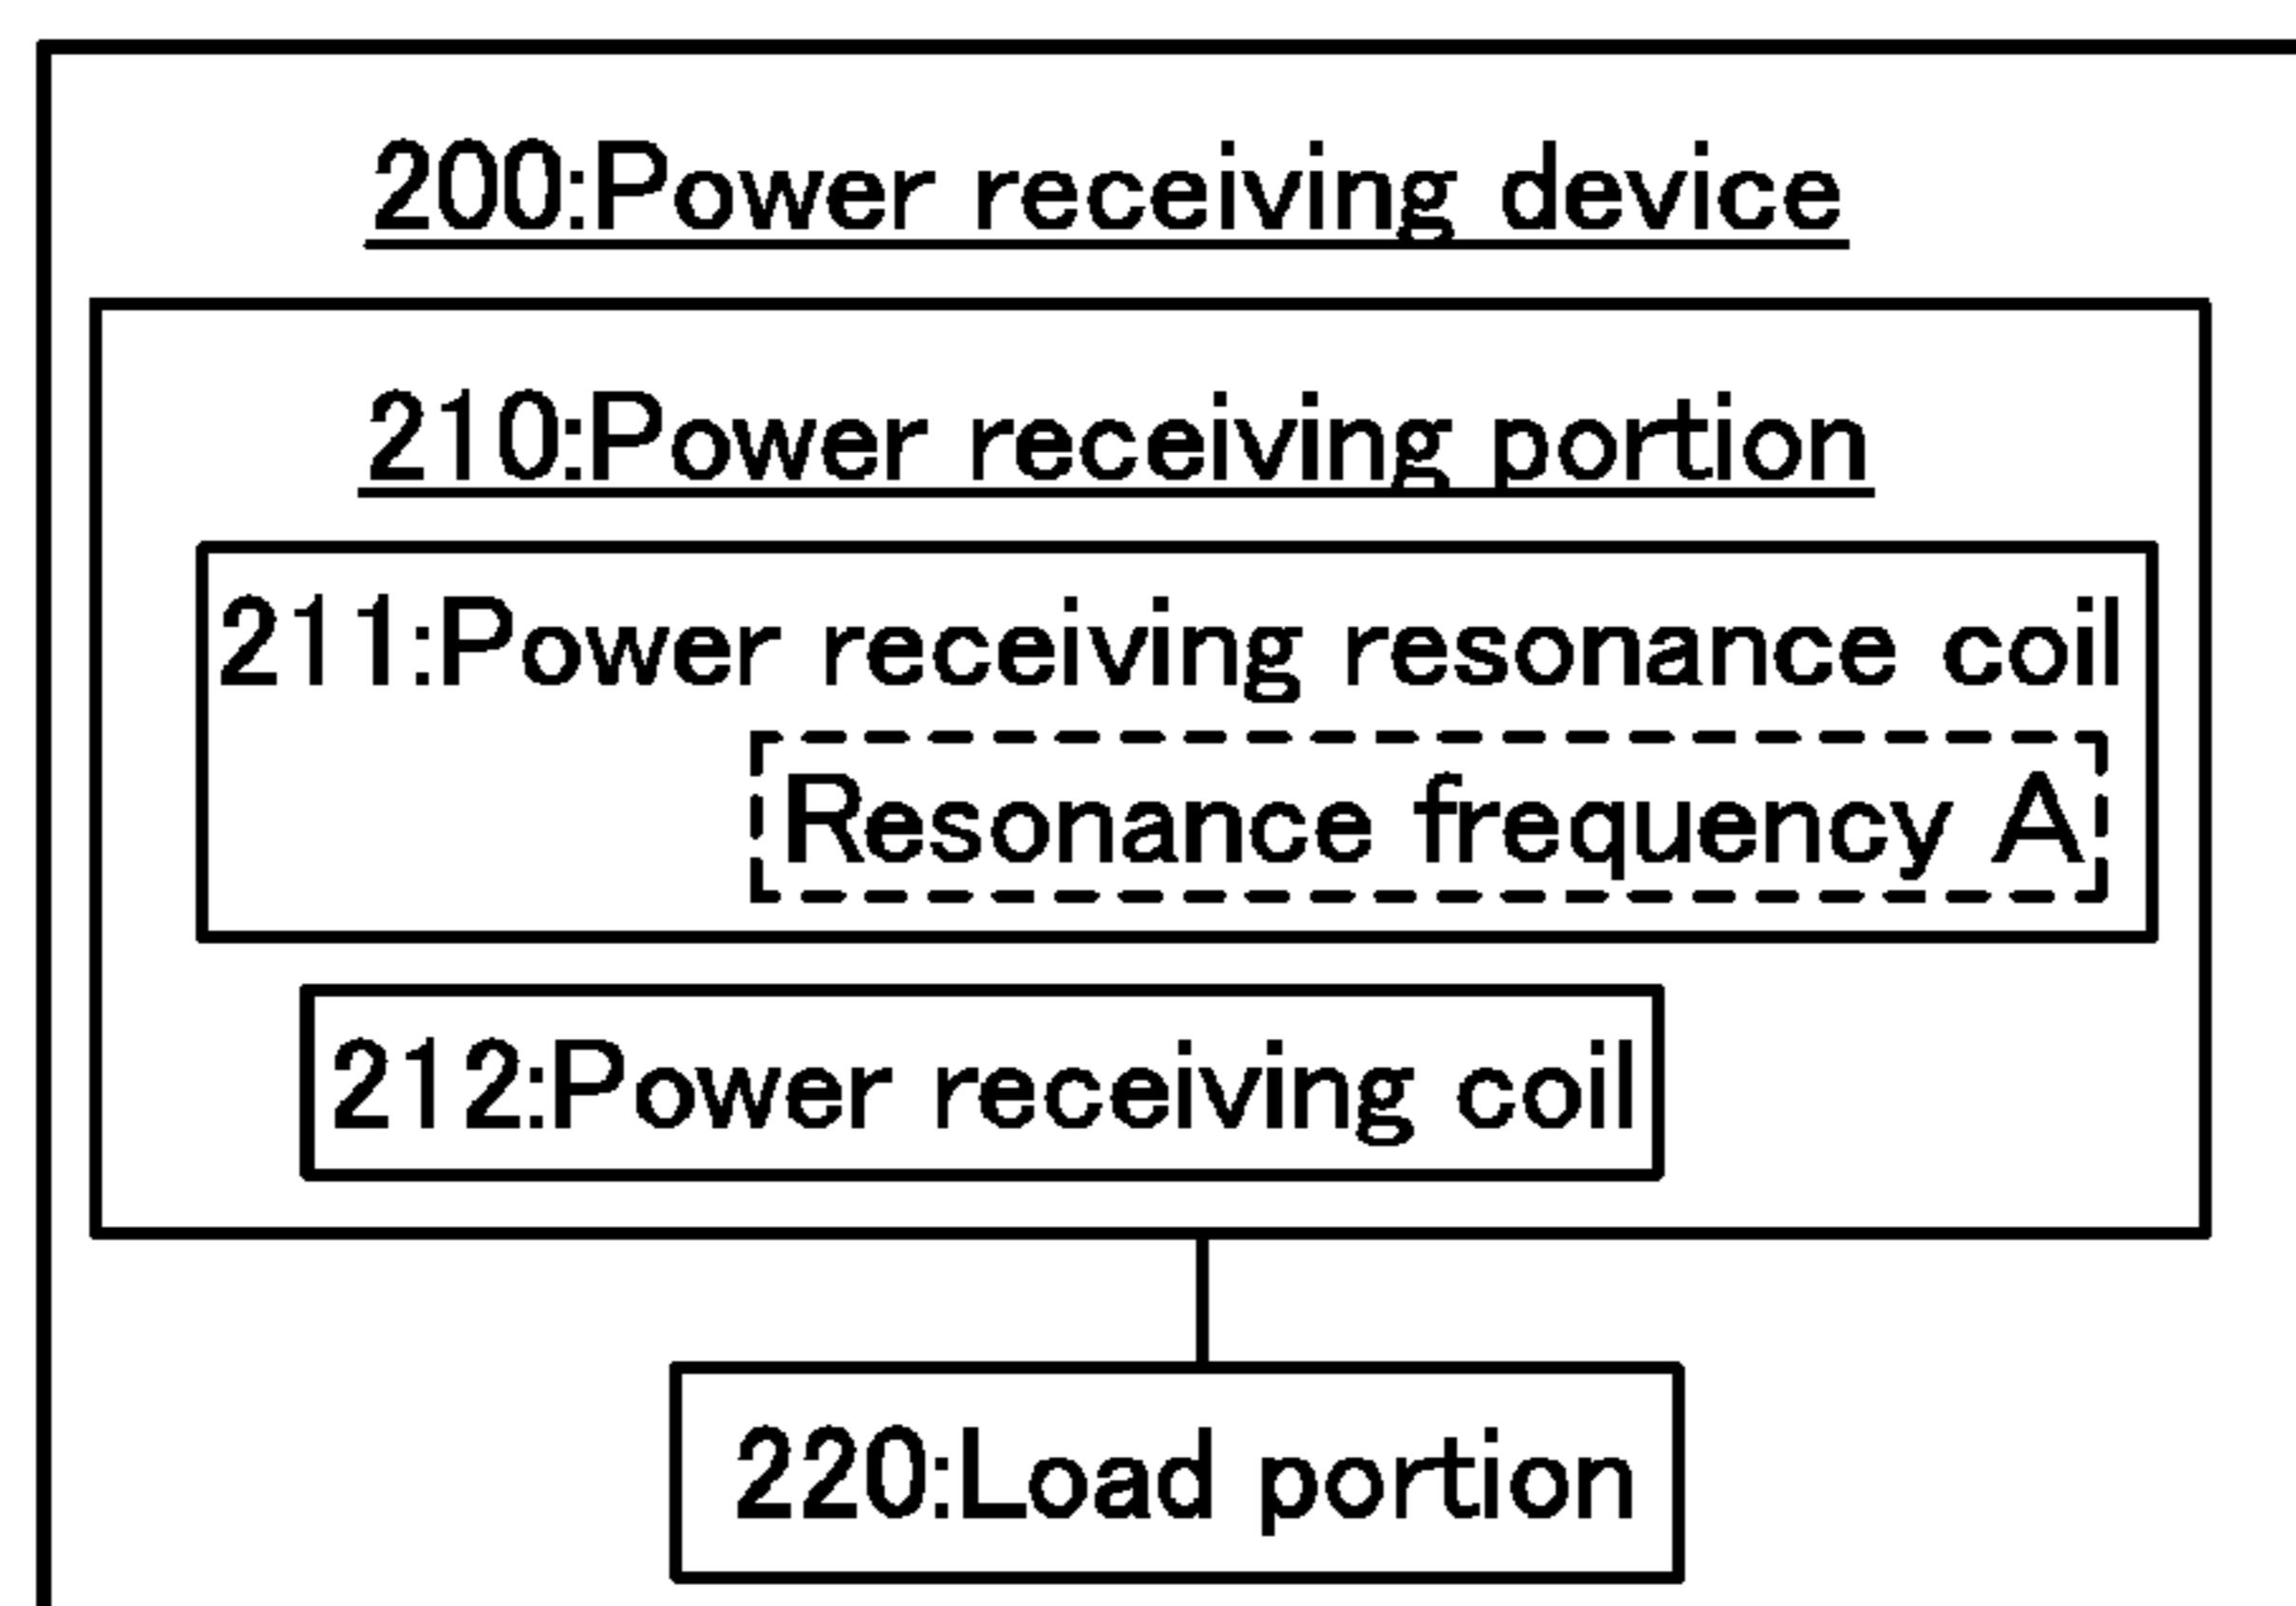 200:Power receiving device
210:Power receiving portion
211:Power receiving resonance coil
Resonance frequency A
212:Power receiving coil
220:Load portion